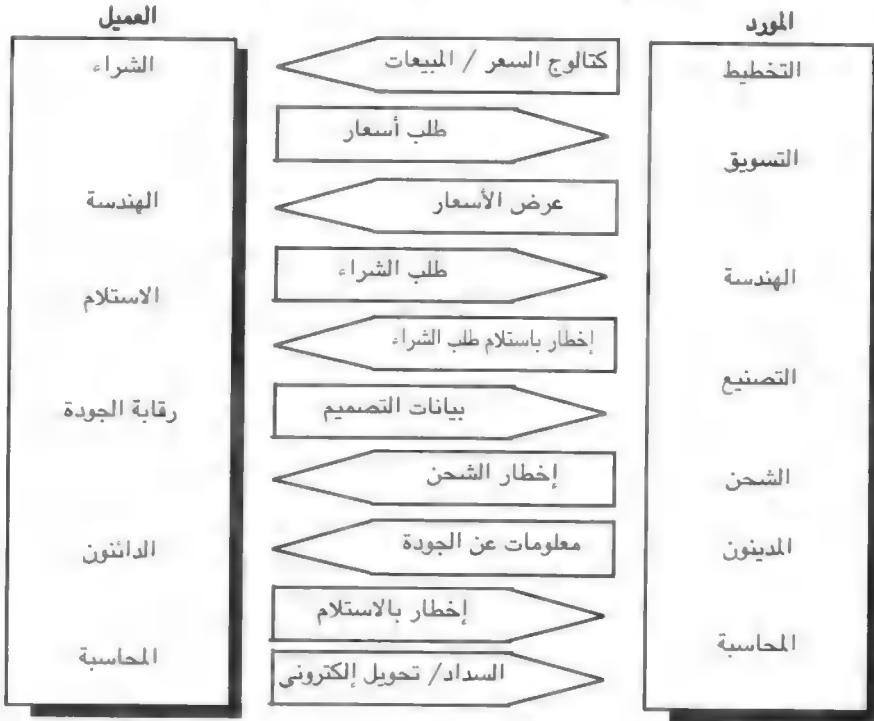 المورد
العميل
التخطيط
التسويق
الهندسة
التصنيع
الشحن
المدينون
المحاسبة
كتالوج السعر / المبيعات
طلب أسعار
عرض الأسعار
طلب الشراء
إخطار باستلام طلب الشراء
بيانات التصميم
إخطار الشحن
معلومات عن الجودة
إخطار بالاستلام
السداد/ تحويل إلكترونى
الشراء
الهندسة
الاستلام
رقابة الجودة
الدائنون
المحاسبة